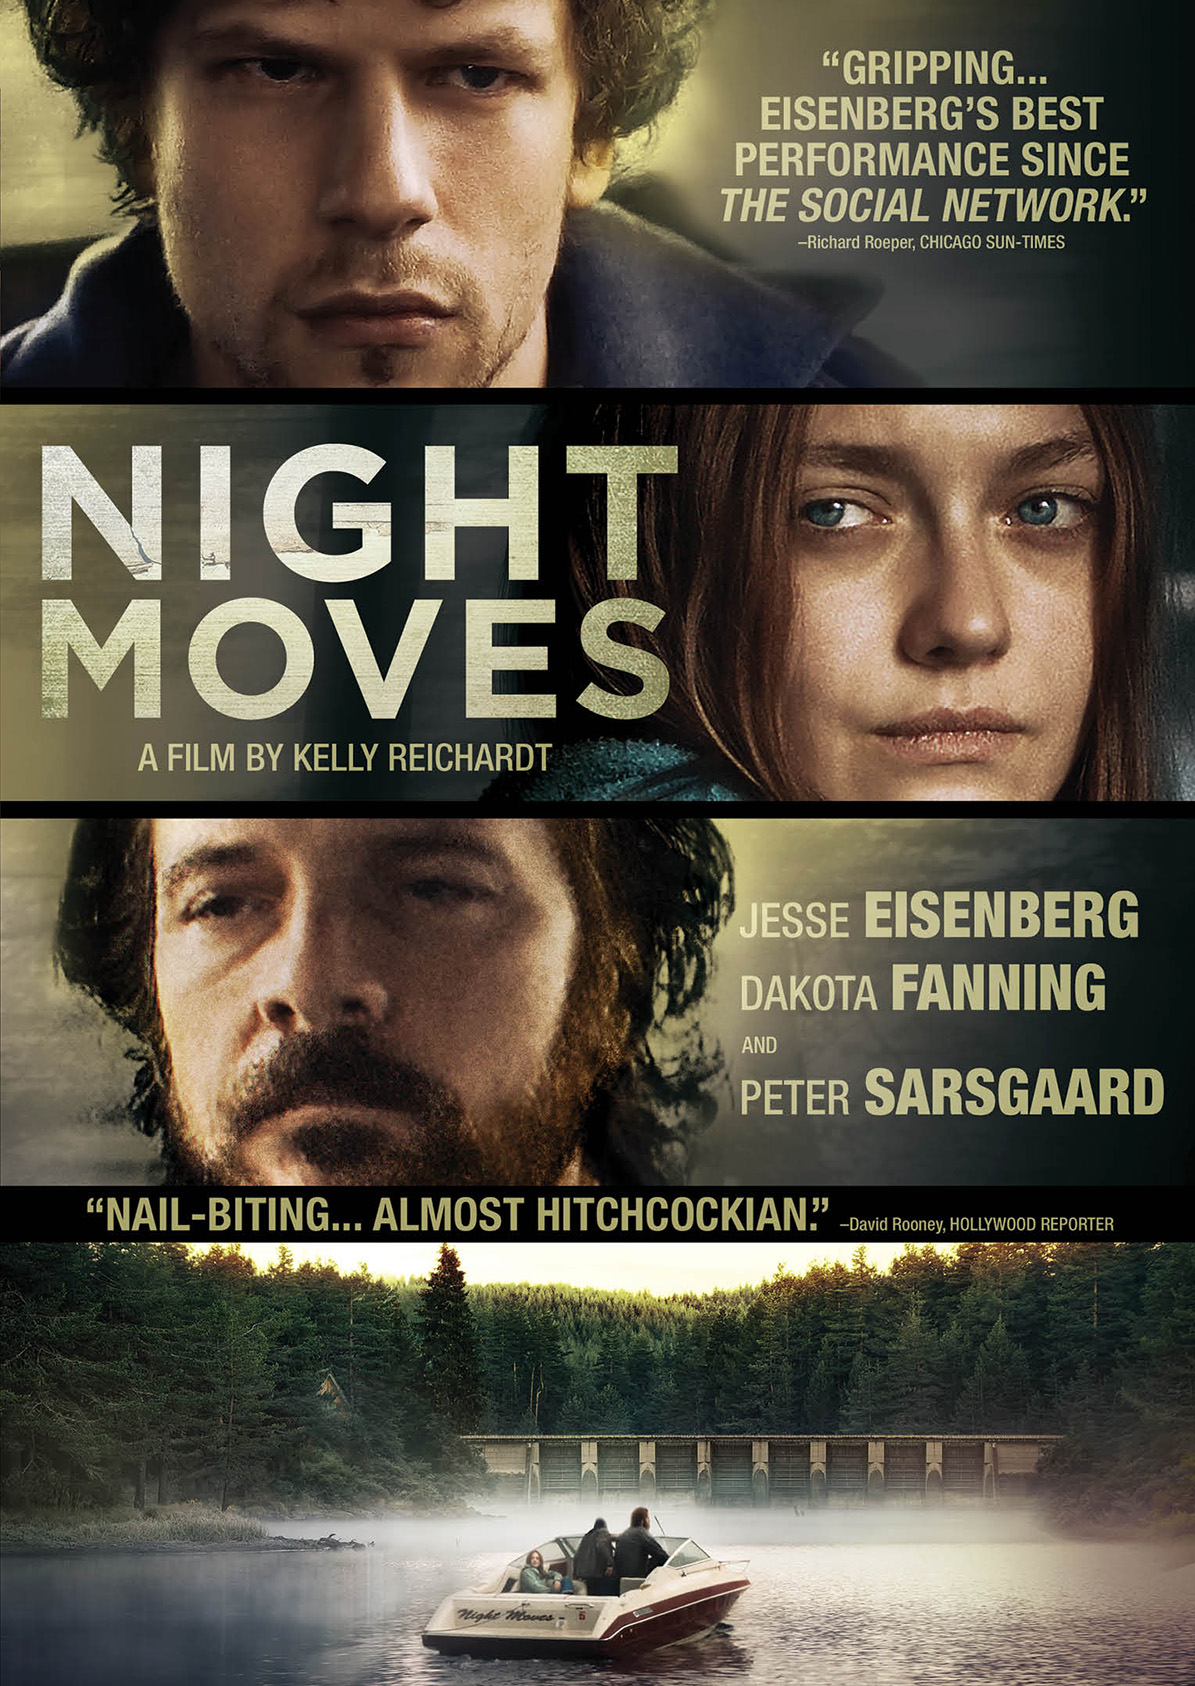 “GRIPPING...
EISENBERG’S BEST
PERFORMANCE SINCE
THE SOCIAL NETWORK.”
–Richard Roeper, CHICAGO SUN-TIMES
NIGHT
MOVES
A FILM BY KELLY REICHARDT
JESSE EISENBERG
DAKOTA FANNING
AND
PETER SARSGAARD
“NAIL-BITING... ALMOST HITCHCOCKIAN.” –David Rooney, HOLLYWOOD REPORTER
Night Moves - 6